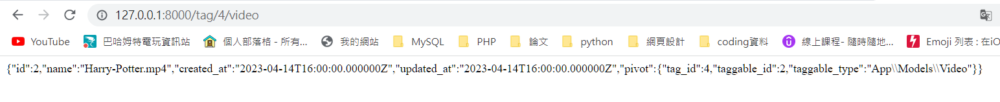 127.0.0.1:8000/tag/4/video
YouTube 巴哈姆特電玩資訊站 個人部落格 - 所有... 我的網站 MySQL PHP 論文 python 網頁設計 coding資料 線上課程- 隨時隨地... Emoji 列表 : 在iO
{"id":2,"name":"Harry-Potter.mp4","created_at":"2023-04-14T16:00:00.000000Z","updated_at":"2023-04-14T16:00:00.000000Z","pivot":{"tag_id":4,"taggable_id":2,"taggable_type":"App\\Models\\Video"}}